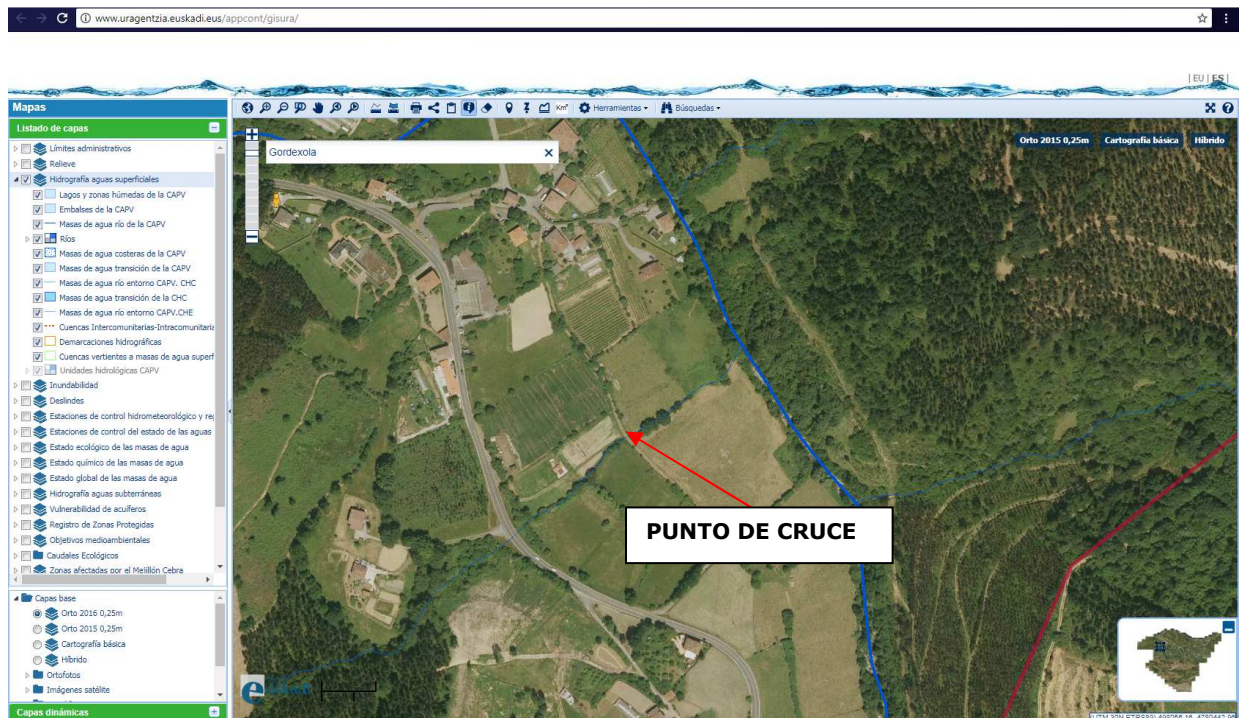 www.uragentzia.euskadi.eus/appcont/gisura/
| EU | ES |
Mapas
Herramientas
Búsquedas
Listado de capas
Límites administrativos
Relieve
Hidrografía aguas superficiales
Lagos y zonas húmedas de la CAPV
Embalses de la CAPV
Masas de agua río de la CAPV
Ríos
Masas de agua costeras de la CAPV
Masas de agua transición de la CAPV
Masas de agua río entorno CAPV. CHC
Masas de agua transición de la CHC
Masas de agua río entorno CAPV.CHE
Cuencas Intercomunitarias-Intracomunitaria
Demarcaciones hidrográficas
Cuencas vertientes a masas de agua superf
Unidades hidrológicas CAPV
Inundabilidad
Deslindes
Estaciones de control hidrometeorológico y reg
Estaciones de control del estado de las aguas
Estado ecológico de las masas de agua
Estado químico de las masas de agua
Estado global de las masas de agua
Hidrografía aguas subterráneas
Vulnerabilidad de acuíferos
Registro de Zonas Protegidas
Objetivos medioambientales
Caudales Ecológicos
Zonas afectadas por el Mejillón Cebra
Capas base
Orto 2016 0,25m
Orto 2015 0,25m
Cartografía básica
Híbrido
Ortofotos
Imágenes satélite
Capas dinámicas
Gordexola
Orto 2015 0,25m Cartografía básica Híbrido
PUNTO DE CRUCE